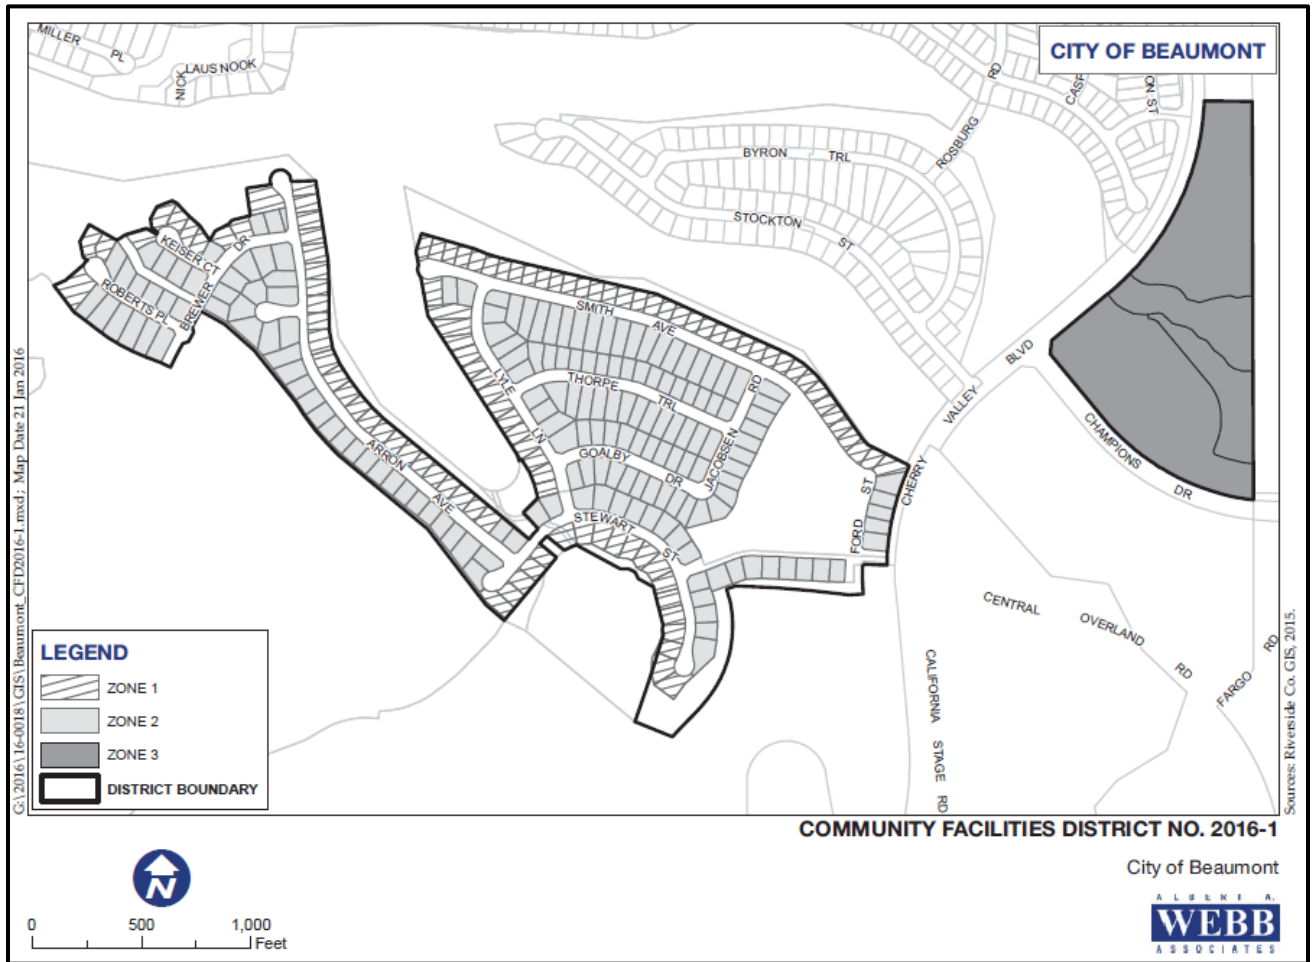 CITY OF BEAUMONT
MILLER PL
NICK LAUS NOOK
RD
CASP
ON ST
ROSBURG
BYRON TRL
STOCKTON ST
KEISER CT
DR
BREWER
ROBERTS PL
SMITH AVE
LYLE LN
THORPE TRL
RD
JACOBSEN
GOALBY DR
ARRON AVE
STEWART ST
FORD ST
CHERRY VALLEY BLVD
CHAMPIONS DR
CENTRAL OVERLAND RD
FARGO RD
CALIFORNIA STAGE RD
G:\2016\16-0018\GIS\Beaumont_CFD2016-1.mxd; Map Date 21 Jan 2016
Sources: Riverside Co. GIS, 2015.
LEGEND
ZONE 1
ZONE 2
ZONE 3
DISTRICT BOUNDARY
COMMUNITY FACILITIES DISTRICT NO. 2016-1
City of Beaumont
N
0 500 1,000
Feet
ALBERT A.
WEBB
ASSOCIATES